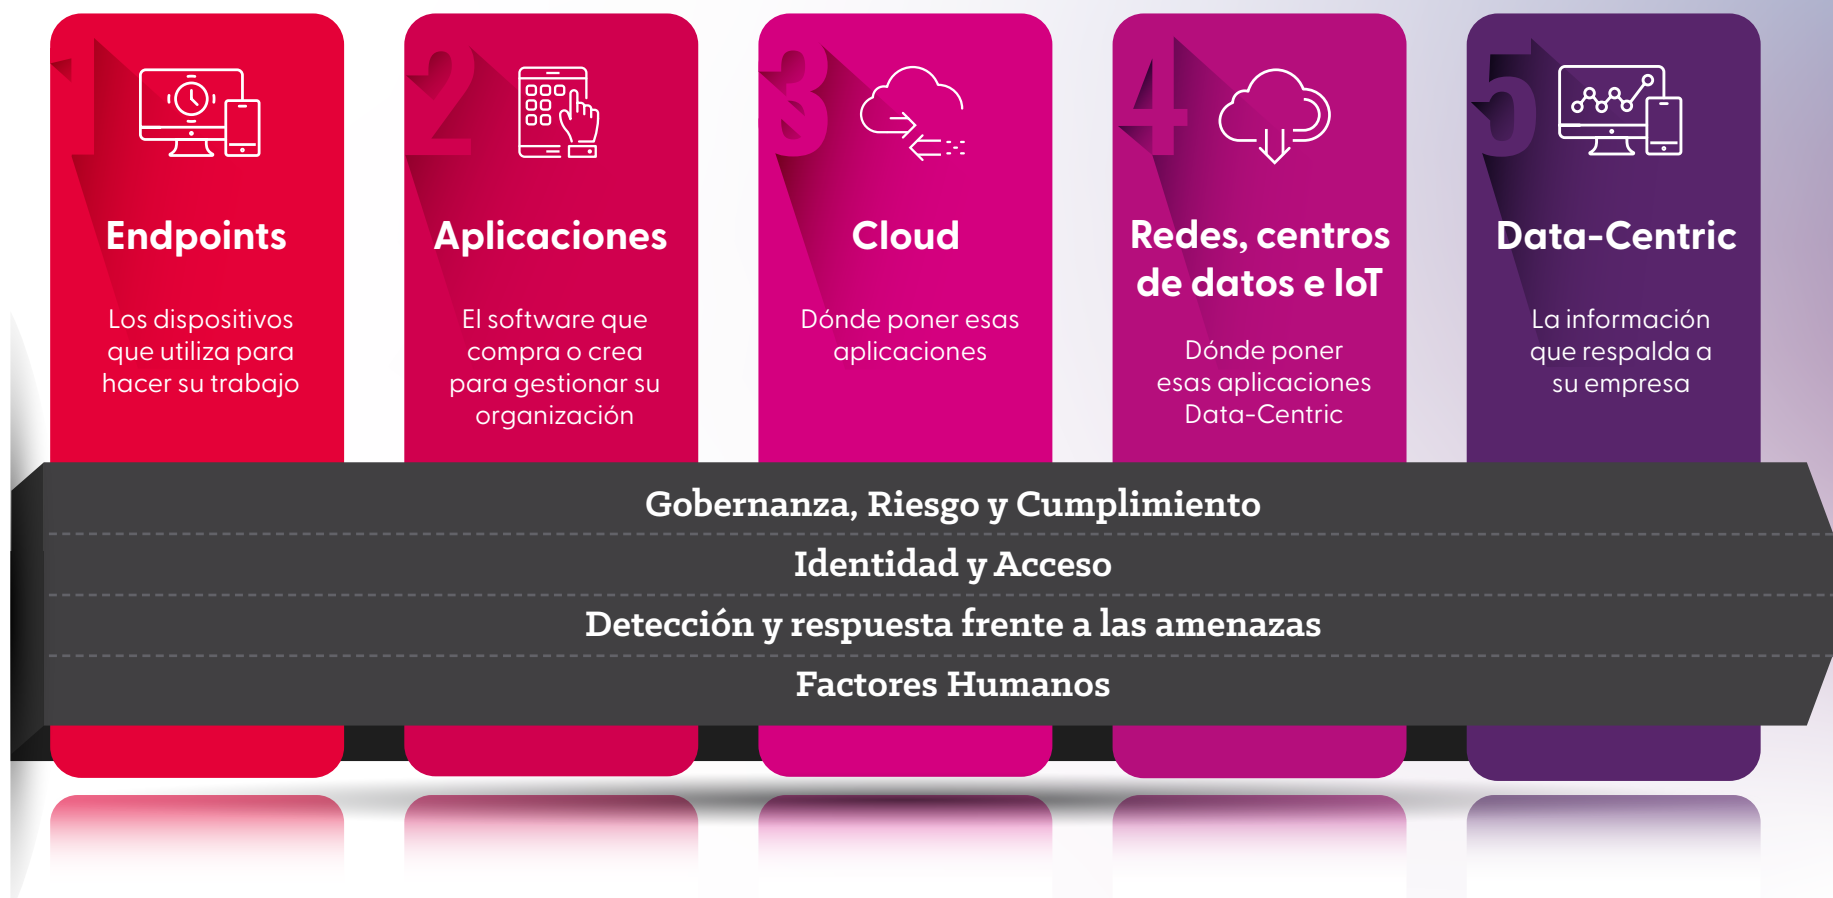 1
Endpoints
Los dispositivos
que utiliza para
hacer su trabajo
2
Aplicaciones
El software que
compra o crea
para gestionar su
organización
3
Cloud
Dónde poner esas
aplicaciones
4
Redes, centros
de datos e IoT
Dónde poner
esas aplicaciones
Data-Centric
5
Data-Centric
La información
que respalda a
su empresa
Gobernanza, Riesgo y Cumplimiento
Identidad y Acceso
Detección y respuesta frente a las amenazas
Factores Humanos